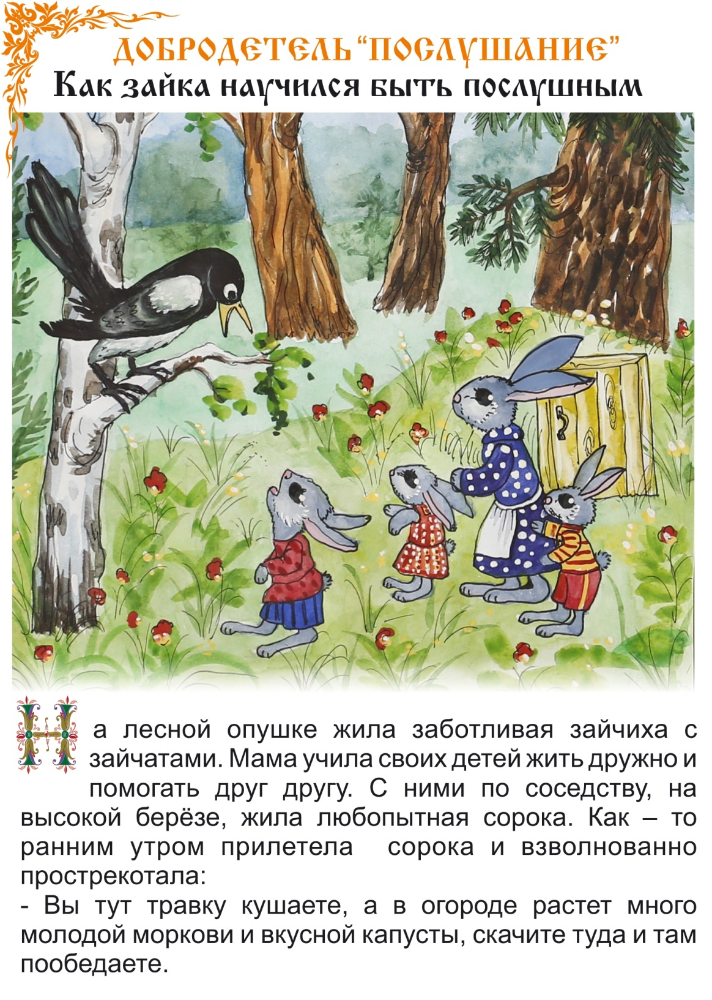 ДОБРОДЕТЕЛЬ “ПОСЛУШАНИЕ”
Как зайка научился быть послушным
На лесной опушке жила заботливая зайчиха с
зайчатами. Мама учила своих детей жить дружно и
помогать друг другу. С ними по соседству, на
высокой берёзе, жила любопытная сорока. Как – то
ранним утром прилетела сорока и взволнованно
прострекотала:
- Вы тут травку кушаете, а в огороде растет много
молодой моркови и вкусной капусты, скачите туда и там
пообедаете.